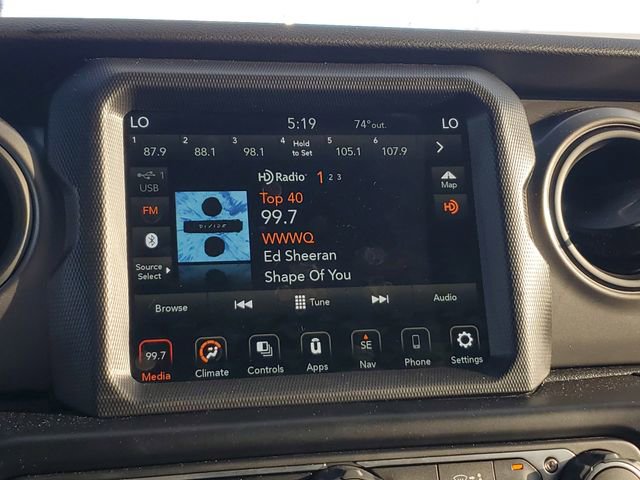 LO 5:19 74° out. LO
1 87.9 2 88.1 3 98.1 4 Hold to Set 5 105.1 6 107.9
1 USB
HD Radio 1 2 3
Map
FM
Top 40
HD
99.7
DIVIDE
WWWQ
Ed Sheeran
Source Select
Shape Of You
Browse Tune Audio
99.7 SE
Media Climate Controls Apps Nav Phone Settings